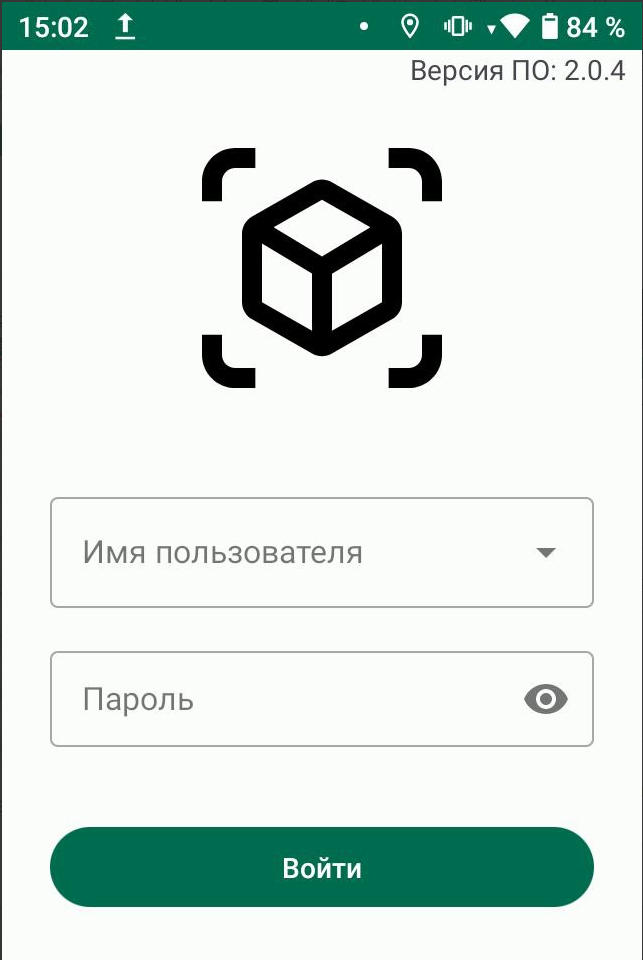 15:02 84 %
Версия ПО: 2.0.4
Имя пользователя
Пароль
Войти